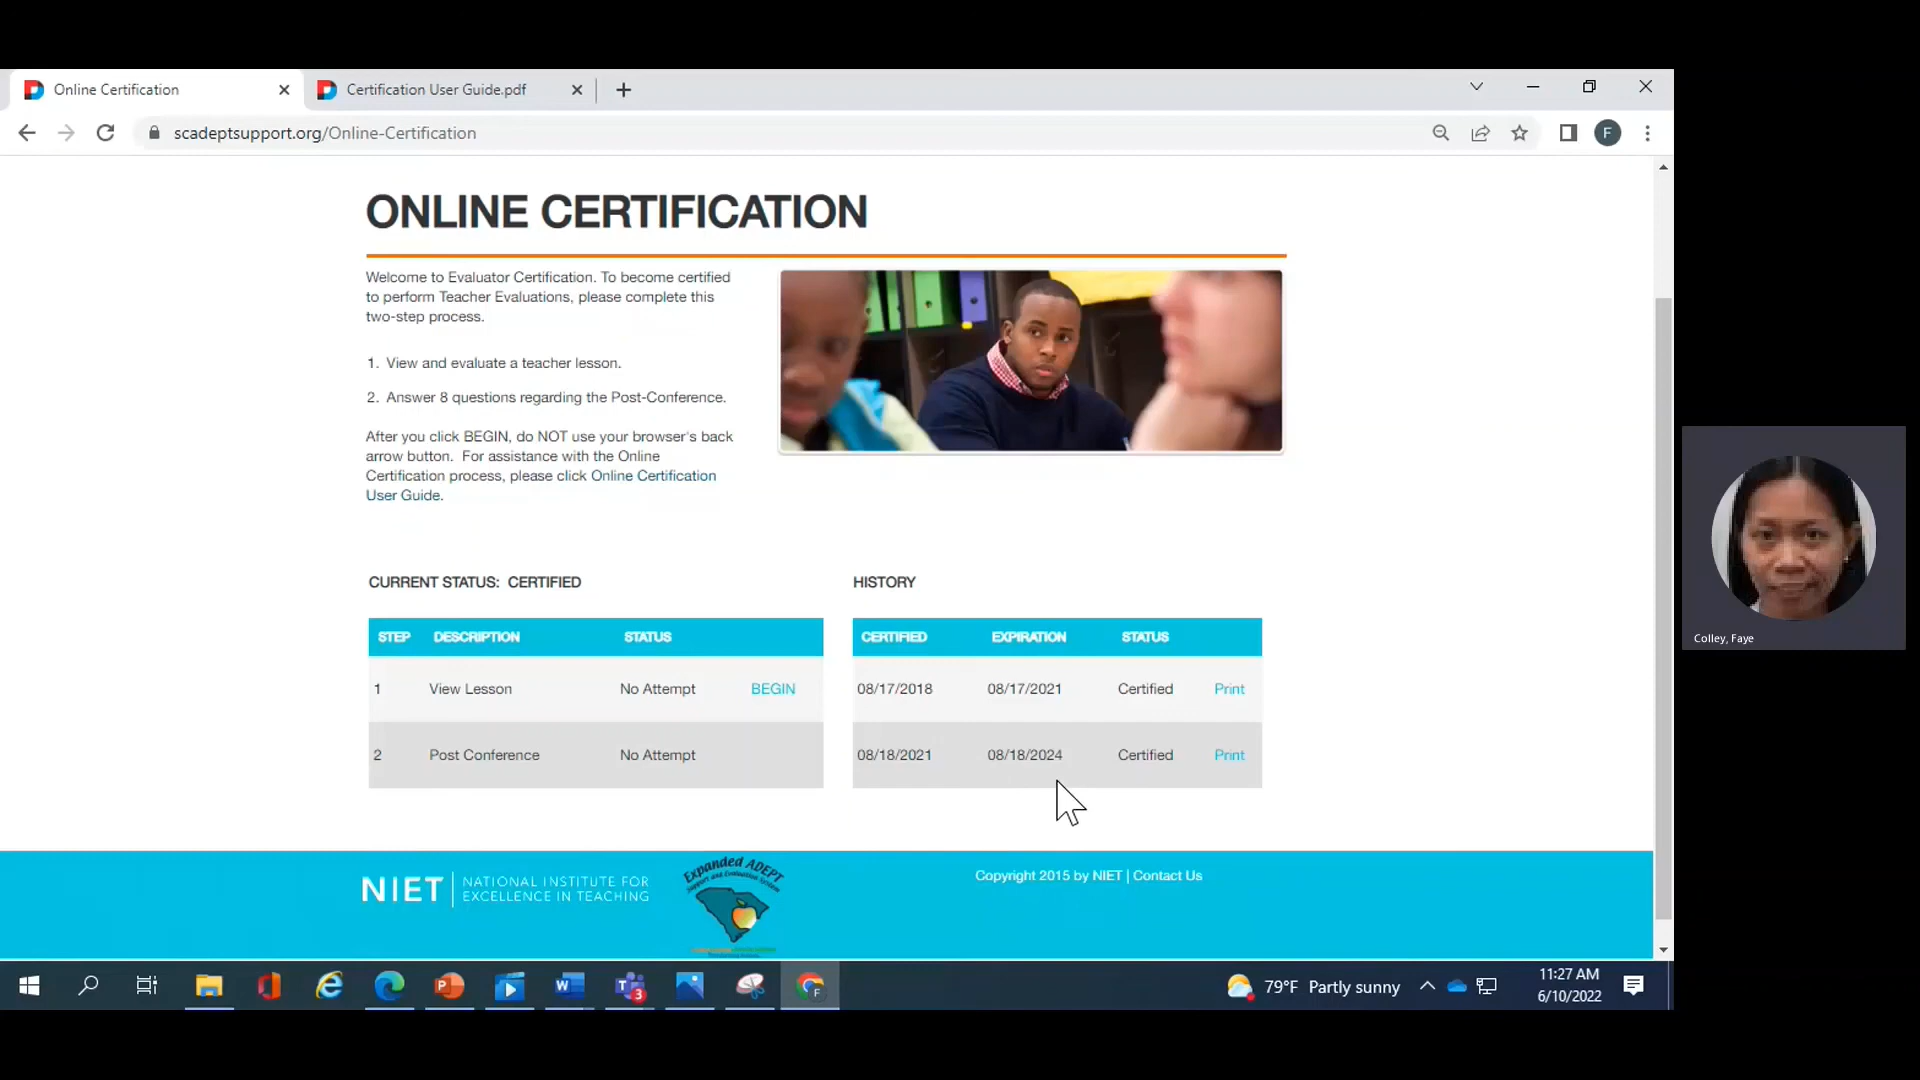 Online Certification
Certification User Guide.pdf
scadeptsupport.org/Online-Certification
F
ONLINE CERTIFICATION
Welcome to Evaluator Certification. To become certified
to perform Teacher Evaluations, please complete this
two-step process.
1. View and evaluate a teacher lesson.
2. Answer 8 questions regarding the Post-Conference.
After you click BEGIN, do NOT use your browser's back
arrow button. For assistance with the Online
Certification process, please click Online Certification
User Guide.
Colley, Faye
CURRENT STATUS: CERTIFIED
STEP DESCRIPTION STATUS
1 View Lesson No Attempt BEGIN
2 Post Conference No Attempt
HISTORY
CERTIFIED EXPIRATION STATUS
08/17/2018 08/17/2021 Certified Print
08/18/2021 08/18/2024 Certified Print
NIET NATIONAL INSTITUTE FOR
EXCELLENCE IN TEACHING
Expanded ADEPT
Support and Evaluation System
Copyright 2015 by NIET | Contact Us
79°F Partly sunny
11:27 AM
6/10/2022